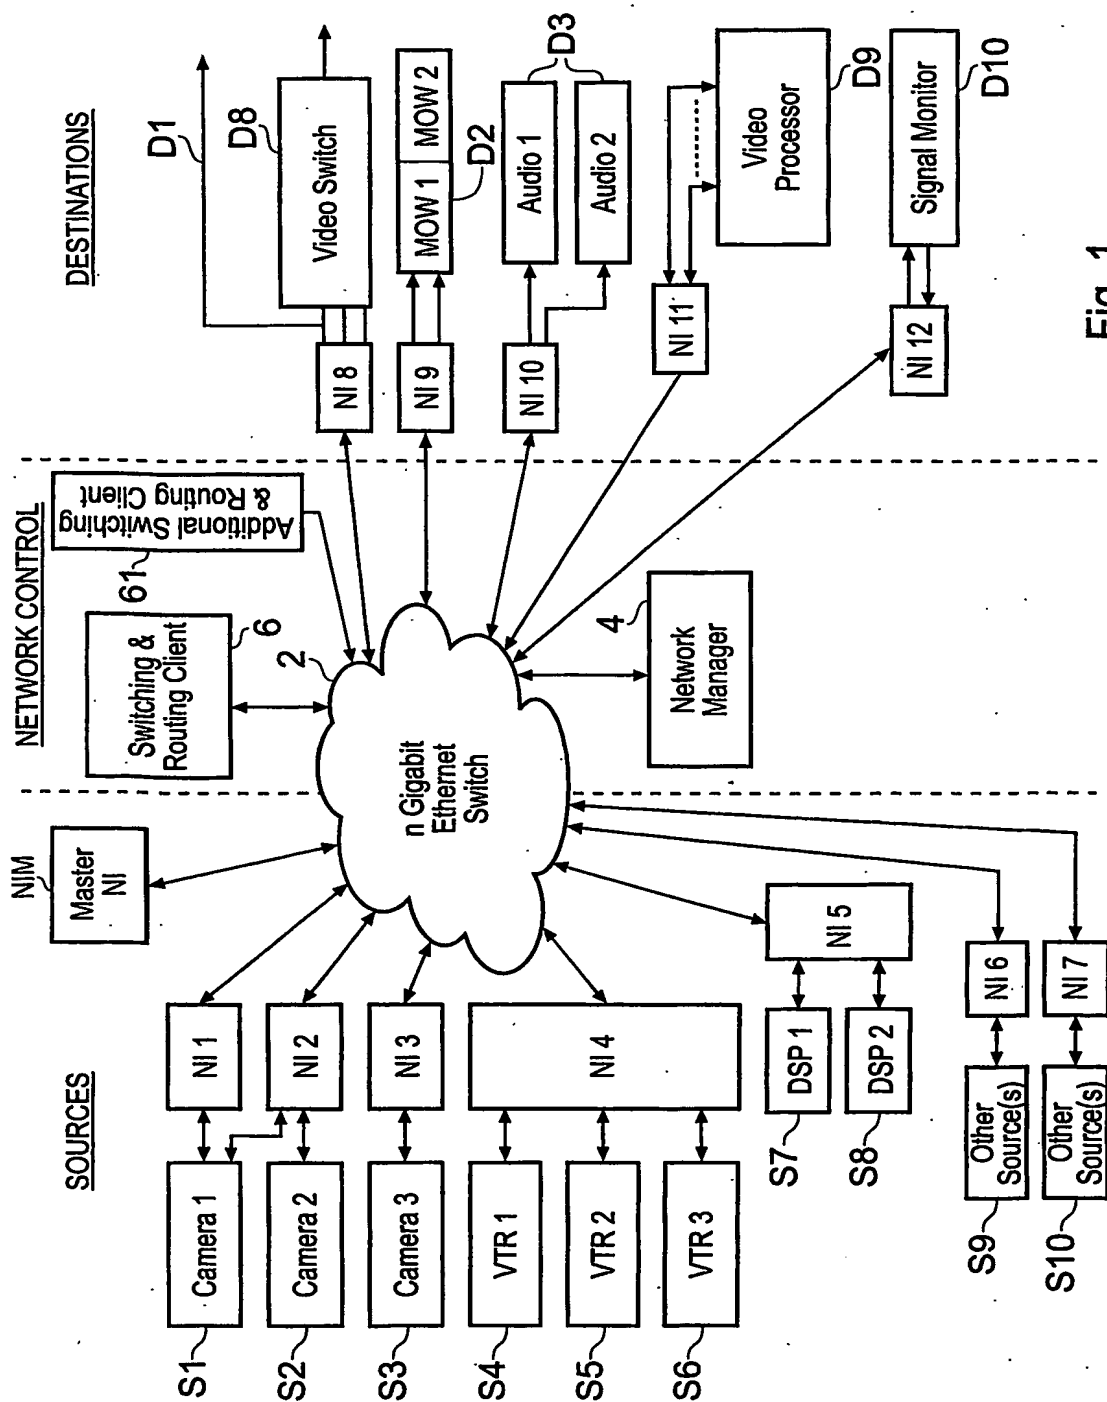 SOURCES
NETWORK CONTROL
DESTINATIONS
S1
Camera 1
NI 1
S2
Camera 2
NI 2
S3
Camera 3
NI 3
S4
VTR 1
S5
VTR 2
S6
VTR 3
NI 4
S7
DSP 1
S8
DSP 2
NI 5
S9
Other
Source(s)
NI 6
S10
Other
Source(s)
NI 7
NIM
Master
NI
Switching &
Routing Client
6
61
Additional Switching
& Routing Client
2
n Gigabit
Ethernet
Switch
4
Network
Manager
D1
NI 8
Video Switch
D8
NI 9
MOW 1
MOW 2
D2
NI 10
Audio 1
Audio 2
D3
NI 11
Video
Processor
D9
NI 12
Signal Monitor
D10
Fig. 1